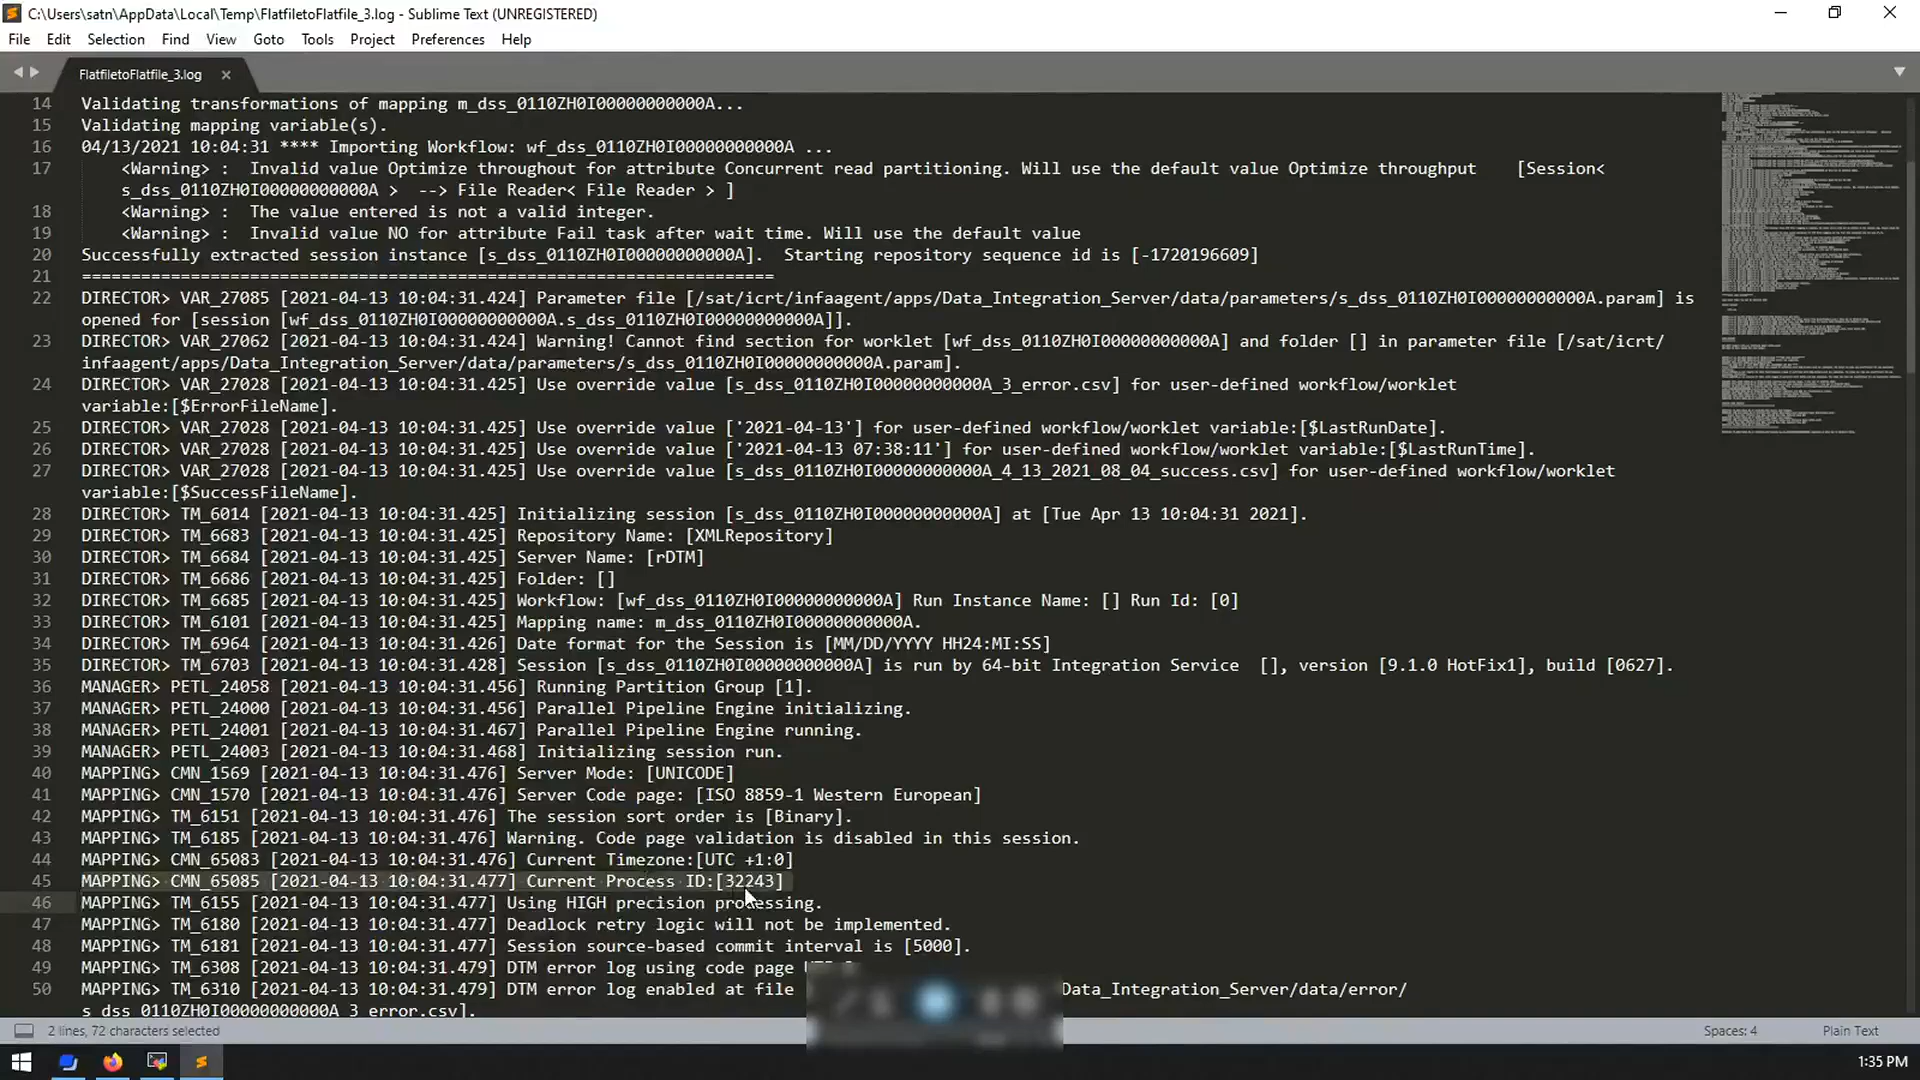 C:\Users\satn\AppData\Local\Temp\FlatfiletoFlatfile_3.log - Sublime Text (UNREGISTERED)
File Edit Selection Find View Goto Tools Project Preferences Help
FlatfiletoFlatfile_3.log ×
14 Validating transformations of mapping m_dss_0110ZH0I00000000000A...
15 Validating mapping variable(s).
16 04/13/2021 10:04:31 **** Importing Workflow: wf_dss_0110ZH0I00000000000A ...
17 <Warning> : Invalid value Optimize throughout for attribute Concurrent read partitioning. Will use the default value Optimize throughput [Session<
s_dss_0110ZH0I00000000000A > --> File Reader< File Reader > ]
18 <Warning> : The value entered is not a valid integer.
19 <Warning> : Invalid value NO for attribute Fail task after wait time. Will use the default value
20 Successfully extracted session instance [s_dss_0110ZH0I00000000000A]. Starting repository sequence id is [-1720196609]
21 ======================================================================
22 DIRECTOR> VAR_27085 [2021-04-13 10:04:31.424] Parameter file [/sat/icrt/infaagent/apps/Data_Integration_Server/data/parameters/s_dss_0110ZH0I00000000000A.param] is
opened for [session [wf_dss_0110ZH0I00000000000A.s_dss_0110ZH0I00000000000A]].
23 DIRECTOR> VAR_27062 [2021-04-13 10:04:31.424] Warning! Cannot find section for worklet [wf_dss_0110ZH0I00000000000A] and folder [] in parameter file [/sat/icrt/
infaagent/apps/Data_Integration_Server/data/parameters/s_dss_0110ZH0I00000000000A.param].
24 DIRECTOR> VAR_27028 [2021-04-13 10:04:31.425] Use override value [s_dss_0110ZH0I00000000000A_3_error.csv] for user-defined workflow/worklet
variable:[$ErrorFileName].
25 DIRECTOR> VAR_27028 [2021-04-13 10:04:31.425] Use override value ['2021-04-13'] for user-defined workflow/worklet variable:[$LastRunDate].
26 DIRECTOR> VAR_27028 [2021-04-13 10:04:31.425] Use override value ['2021-04-13 07:38:11'] for user-defined workflow/worklet variable:[$LastRunTime].
27 DIRECTOR> VAR_27028 [2021-04-13 10:04:31.425] Use override value [s_dss_0110ZH0I00000000000A_4_13_2021_08_04_success.csv] for user-defined workflow/worklet
variable:[$SuccessFileName].
28 DIRECTOR> TM_6014 [2021-04-13 10:04:31.425] Initializing session [s_dss_0110ZH0I00000000000A] at [Tue Apr 13 10:04:31 2021].
29 DIRECTOR> TM_6683 [2021-04-13 10:04:31.425] Repository Name: [XMLRepository]
30 DIRECTOR> TM_6684 [2021-04-13 10:04:31.425] Server Name: [rDTM]
31 DIRECTOR> TM_6686 [2021-04-13 10:04:31.425] Folder: []
32 DIRECTOR> TM_6685 [2021-04-13 10:04:31.425] Workflow: [wf_dss_0110ZH0I00000000000A] Run Instance Name: [] Run Id: [0]
33 DIRECTOR> TM_6101 [2021-04-13 10:04:31.425] Mapping name: m_dss_0110ZH0I00000000000A.
34 DIRECTOR> TM_6964 [2021-04-13 10:04:31.426] Date format for the Session is [MM/DD/YYYY HH24:MI:SS]
35 DIRECTOR> TM_6703 [2021-04-13 10:04:31.428] Session [s_dss_0110ZH0I00000000000A] is run by 64-bit Integration Service [], version [9.1.0 HotFix1], build [0627].
36 MANAGER> PETL_24058 [2021-04-13 10:04:31.456] Running Partition Group [1].
37 MANAGER> PETL_24000 [2021-04-13 10:04:31.456] Parallel Pipeline Engine initializing.
38 MANAGER> PETL_24001 [2021-04-13 10:04:31.467] Parallel Pipeline Engine running.
39 MANAGER> PETL_24003 [2021-04-13 10:04:31.468] Initializing session run.
40 MAPPING> CMN_1569 [2021-04-13 10:04:31.476] Server Mode: [UNICODE]
41 MAPPING> CMN_1570 [2021-04-13 10:04:31.476] Server Code page: [ISO 8859-1 Western European]
42 MAPPING> TM_6151 [2021-04-13 10:04:31.476] The session sort order is [Binary].
43 MAPPING> TM_6185 [2021-04-13 10:04:31.476] Warning. Code page validation is disabled in this session.
44 MAPPING> CMN_65083 [2021-04-13 10:04:31.476] Current Timezone:[UTC +1:0]
45 MAPPING> CMN_65085 [2021-04-13 10:04:31.477] Current Process ID:[32243]
46 MAPPING> TM_6155 [2021-04-13 10:04:31.477] Using HIGH precision processing.
47 MAPPING> TM_6180 [2021-04-13 10:04:31.477] Deadlock retry logic will not be implemented.
48 MAPPING> TM_6181 [2021-04-13 10:04:31.477] Session source-based commit interval is [5000].
49 MAPPING> TM_6308 [2021-04-13 10:04:31.479] DTM error log using code page
50 MAPPING> TM_6310 [2021-04-13 10:04:31.479] DTM error log enabled at file Data_Integration_Server/data/error/
s_dss_0110ZH0I00000000000A_3_error.csv].
2 lines, 72 characters selected Spaces: 4 Plain Text
1:35 PM